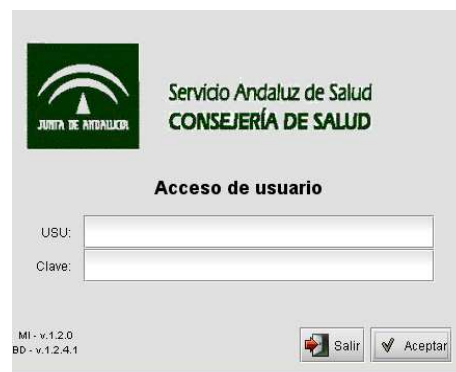 JUNTA DE ANDALUCIA
Servicio Andaluz de Salud
CONSEJERÍA DE SALUD
Acceso de usuario
USU:
Clave:
MI - v.1.2.0
BD - v.1.2.4.1
Salir
Aceptar